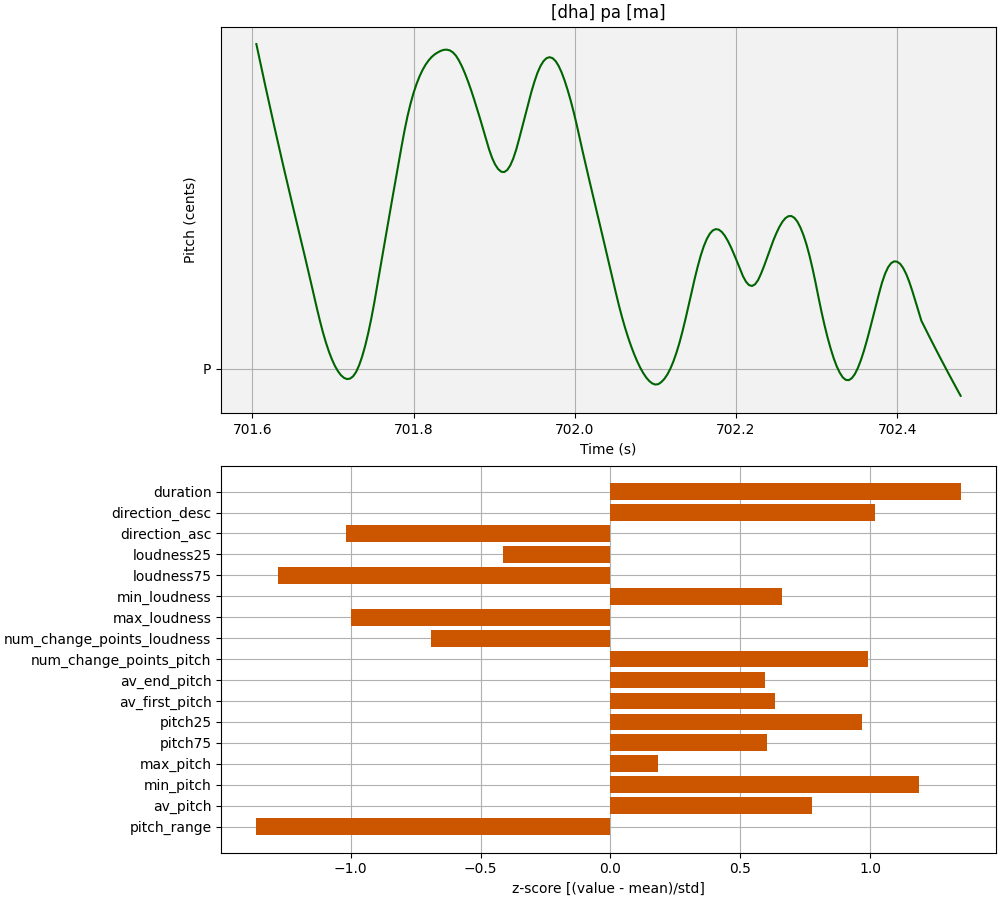 [dha] pa [ma]
Pitch (cents)
P
701.6 701.8 702.0 702.2 702.4
Time (s)
duration
direction_desc
direction_asc
loudness25
loudness75
min_loudness
max_loudness
num_change_points_loudness
num_change_points_pitch
av_end_pitch
av_first_pitch
pitch25
pitch75
max_pitch
min_pitch
av_pitch
pitch_range
−1.0 −0.5 0.0 0.5 1.0
z-score [(value - mean)/std]